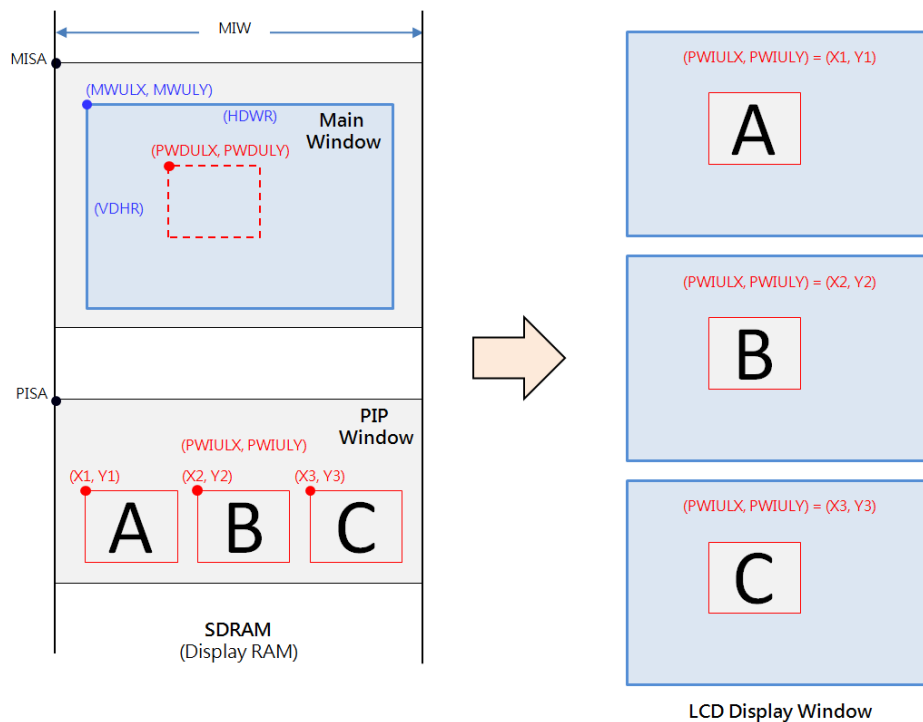 MIW
MISA
(MWULX, MWULY)
(HDWR)
Main
Window
(PWDULX, PWDULY)
(VDHR)
PISA
PIP
Window
(PWIULX, PWIULY)
(X1, Y1)
(X2, Y2)
(X3, Y3)
A
B
C
SDRAM
(Display RAM)
(PWIULX, PWIULY) = (X1, Y1)
A
(PWIULX, PWIULY) = (X2, Y2)
B
(PWIULX, PWIULY) = (X3, Y3)
C
LCD Display Window